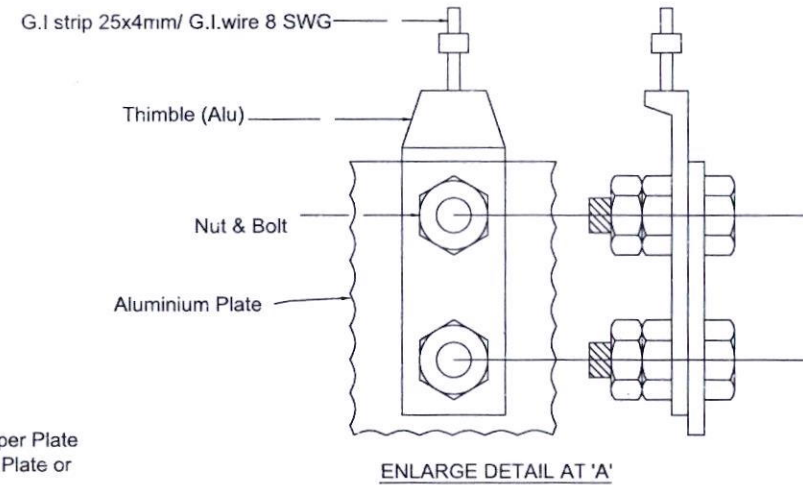 G.I strip 25x4mm/ G.I.wire 8 SWG
Thimble (Alu)
Nut & Bolt
Aluminium Plate
per Plate
Plate or
ENLARGE DETAIL AT 'A'